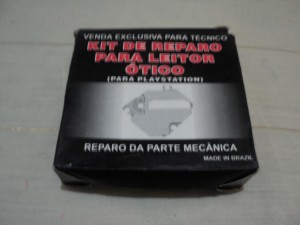 VENDA EXCLUSIVA PARA TÉCNICO
KIT DE REPARO
PARA LEITOR
ÓTICO
(PARA PLAYSTATION)
REPARO DA PARTE MECÂNICA
MADE IN BRAZIL